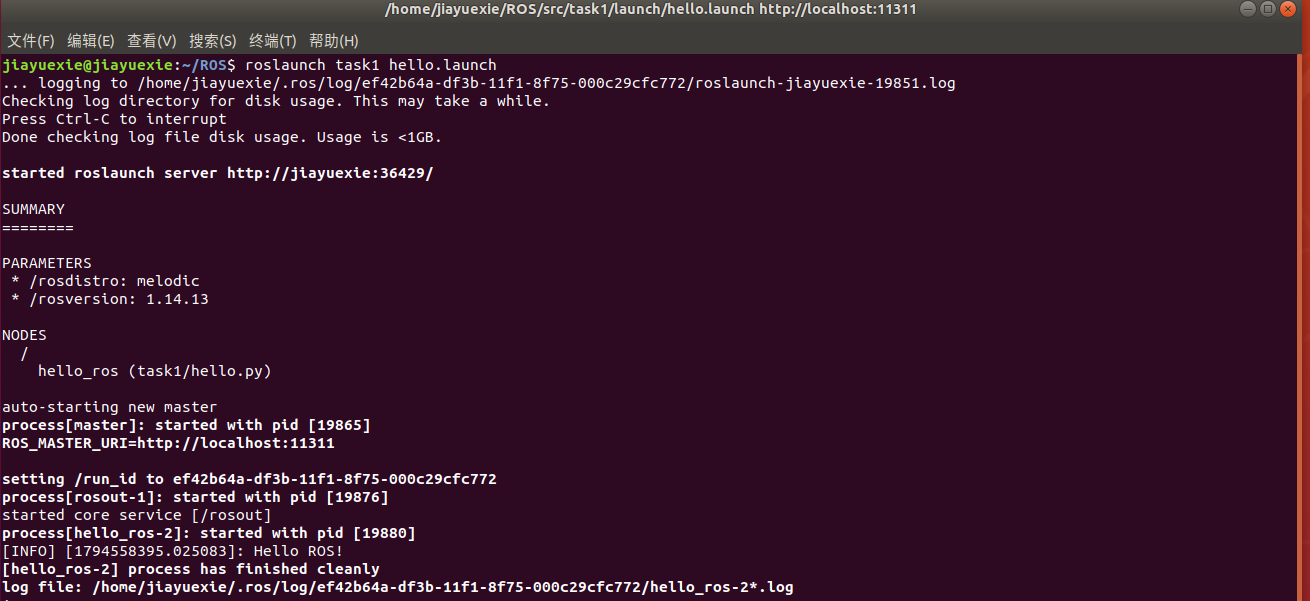 /home/jiayuexie/ROS/src/task1/launch/hello.launch http://localhost:11311
文件(F) 编辑(E) 查看(V) 搜索(S) 终端(T) 帮助(H)
jiayuexie@jiayuexie:~/ROS$ roslaunch task1 hello.launch
... logging to /home/jiayuexie/.ros/log/ef42b64a-df3b-11f1-8f75-000c29cfc772/roslaunch-jiayuexie-19851.log
Checking log directory for disk usage. This may take a while.
Press Ctrl-C to interrupt
Done checking log file disk usage. Usage is <1GB.
started roslaunch server http://jiayuexie:36429/
SUMMARY
========
PARAMETERS
 * /rosdistro: melodic
 * /rosversion: 1.14.13
NODES
  /
    hello_ros (task1/hello.py)
auto-starting new master
process[master]: started with pid [19865]
ROS_MASTER_URI=http://localhost:11311
setting /run_id to ef42b64a-df3b-11f1-8f75-000c29cfc772
process[rosout-1]: started with pid [19876]
started core service [/rosout]
process[hello_ros-2]: started with pid [19880]
[INFO] [1794558395.025083]: Hello ROS!
[hello_ros-2] process has finished cleanly
log file: /home/jiayuexie/.ros/log/ef42b64a-df3b-11f1-8f75-000c29cfc772/hello_ros-2*.log